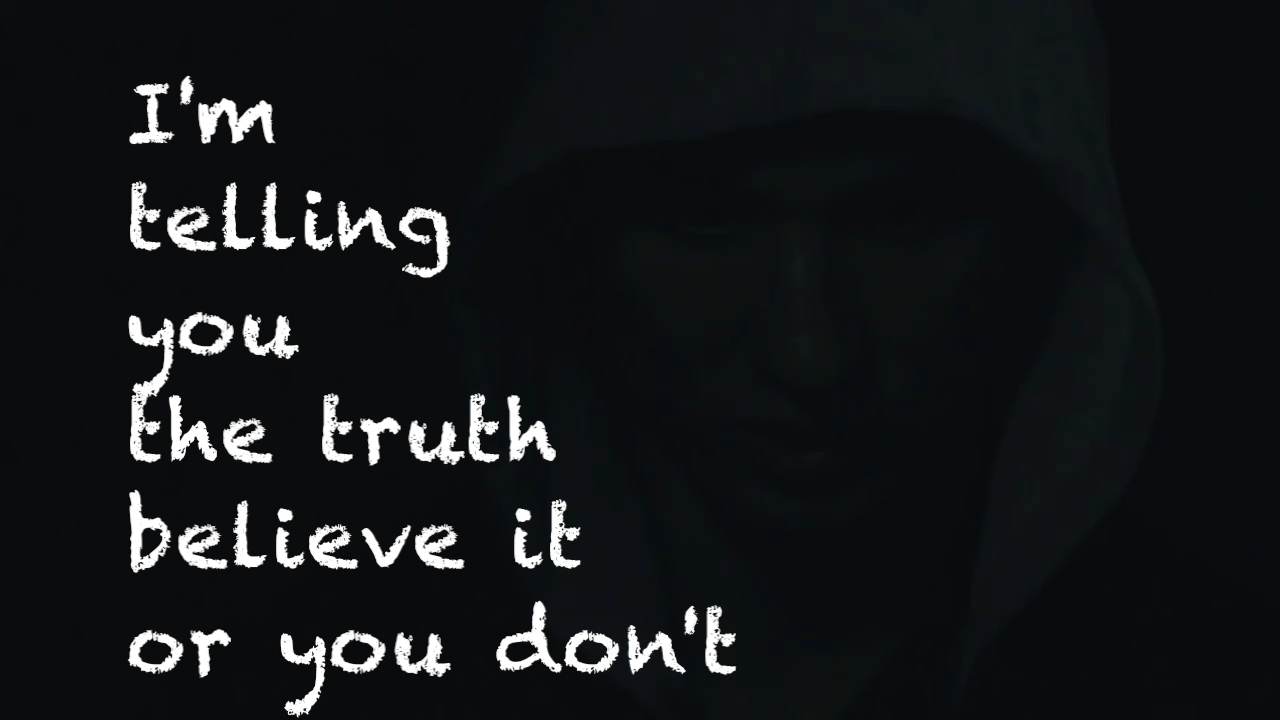 I'm
telling
you
the truth
believe it
or you don't